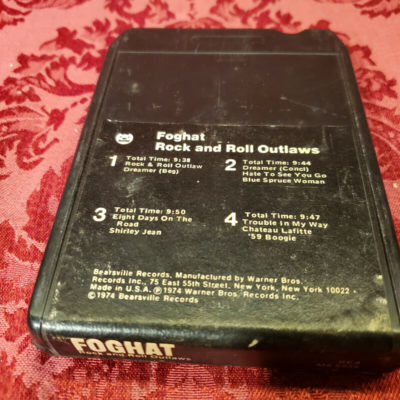 Foghat
Rock and Roll Outlaws
1 Total Time: 9:38
Rock & Roll Outlaw
Dreamer (Beg)
2 Total Time: 9:44
Dreamer (Concl)
Hate To See You Go
Blue Spruce Woman
3 Total Time: 9:50
Eight Days On The
Road
Shirley Jean
4 Total Time: 9:47
Trouble In My Way
Chateau Lafitte
'59 Boogie
Bearsville Records, Manufactured by Warner Bros.
Records Inc., 75 East 55th Street, New York, New York 10022 •
Made in U.S.A. ℗1974 Warner Bros. Records Inc.
©1974 Bearsville Records
FOGHAT
Rock and Roll Outlaws